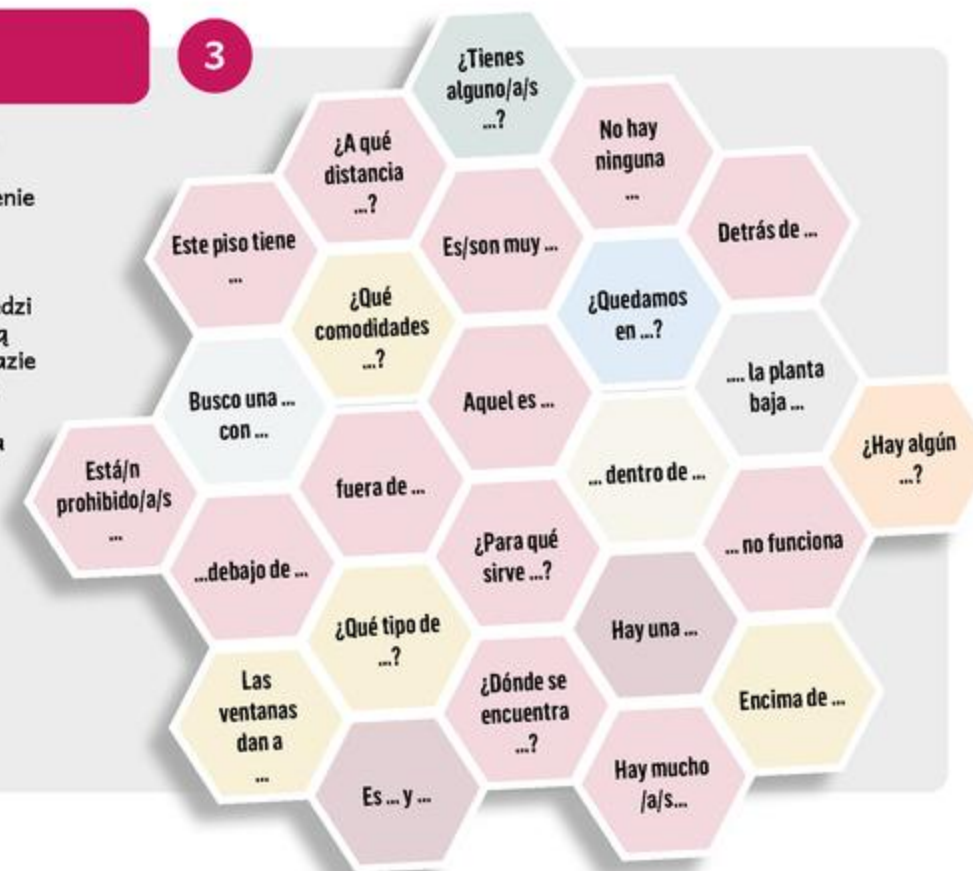 3
enie
dzi
ą
azie
a
¿Tienes
alguno/a/s
...?
¿A qué
distancia
...?
No hay
ninguna
...
Este piso tiene
...
Es/son muy ...
Detrás de ...
¿Qué
comodidades
...?
¿Quedamos
en ...?
Busco una ...
con ...
Aquel es ...
.... la planta
baja ...
Está/n
prohibido/a/s
...
fuera de ...
... dentro de ...
¿Hay algún
...?
...debajo de ...
¿Para qué
sirve ...?
... no funciona
¿Qué tipo de
...?
Hay una ...
Las
ventanas
dan a
...
¿Dónde se
encuentra
...?
Encima de ...
Es ... y ...
Hay mucho
/a/s...